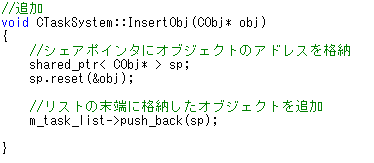 //追加
void CTaskSystem::InsertObj(CObj* obj)
{
//シェアポインタにオブジェクトのアドレスを格納
shared_ptr< CObj* > sp;
sp.reset(&obj);
//リストの末端に格納したオブジェクトを追加
m_task_list->push_back(sp);
}